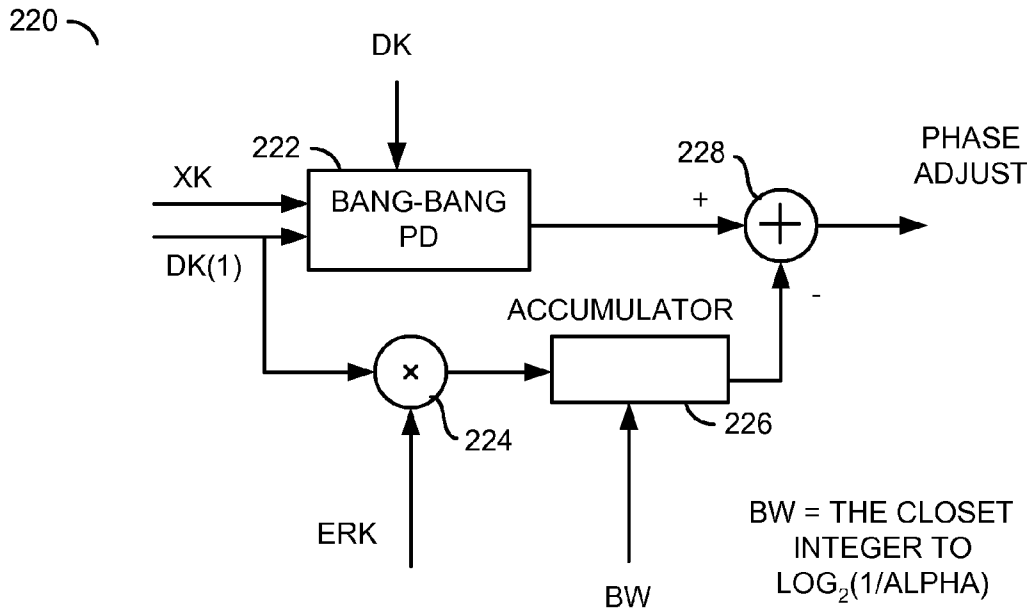 220
DK
222
XK
BANG-BANG
PD
DK(1)
+
228
+
PHASE
ADJUST
-
ACCUMULATOR
×
224
226
ERK
BW
BW = THE CLOSET
INTEGER TO
LOG₂(1/ALPHA)